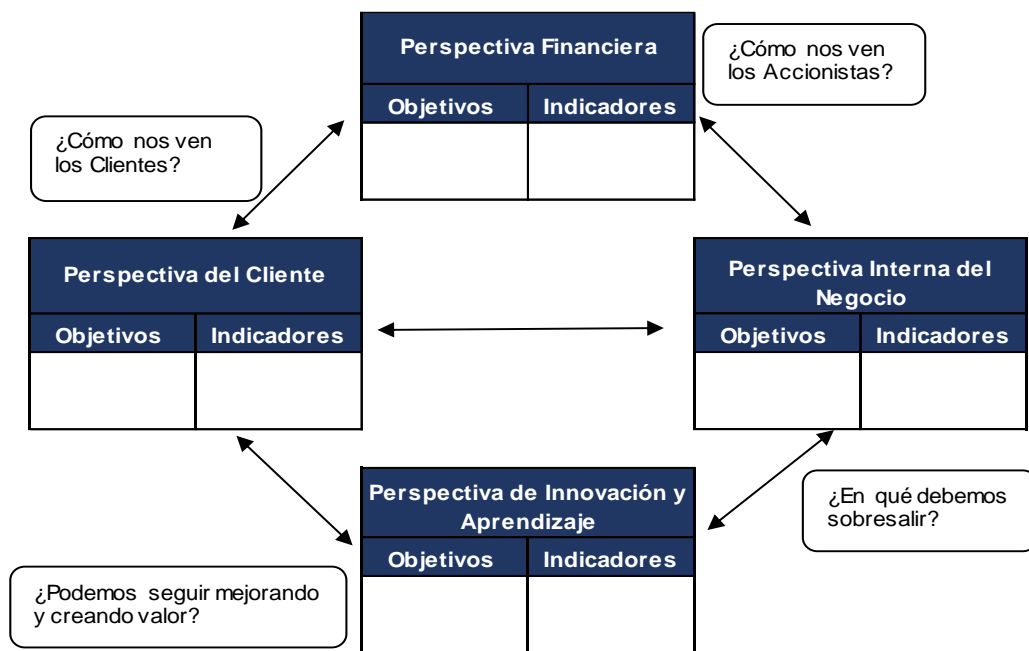 Perspectiva Financiera
Objetivos Indicadores
¿Cómo nos ven
los Accionistas?
¿Cómo nos ven
los Clientes?
Perspectiva del Cliente
Objetivos Indicadores
Perspectiva Interna del
Negocio
Objetivos Indicadores
Perspectiva de Innovación y
Aprendizaje
Objetivos Indicadores
¿En qué debemos
sobresalir?
¿Podemos seguir mejorando
y creando valor?